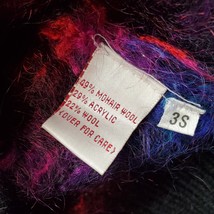 49% MOHAIR WOOL
29% ACRYLIC
22% WOOL
(OVER FOR CARE)
3S